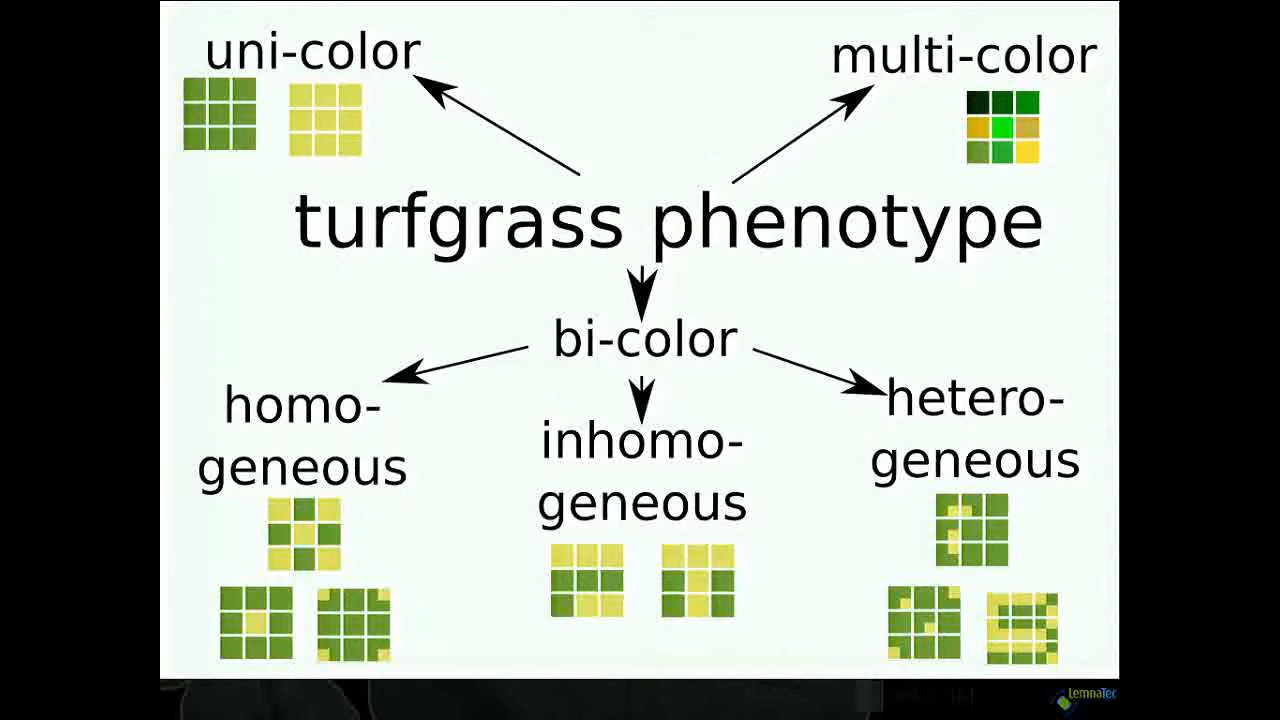 uni-color
multi-color
turfgrass phenotype
bi-color
homo-
geneous
inhomo-
geneous
hetero-
geneous
LemnaTec